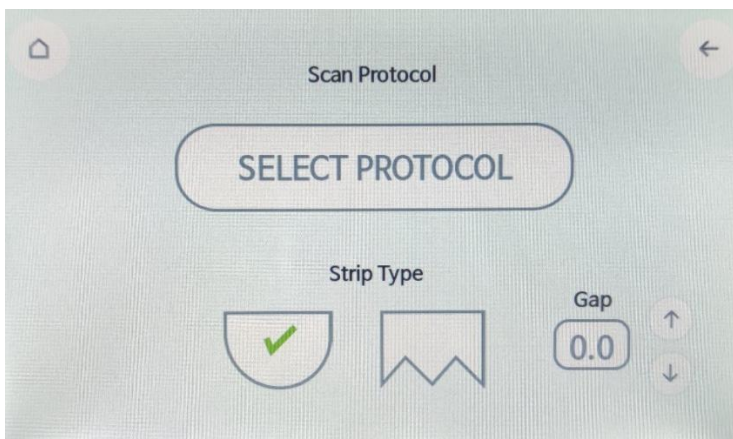 Scan Protocol
SELECT PROTOCOL
Strip Type
Gap
0.0